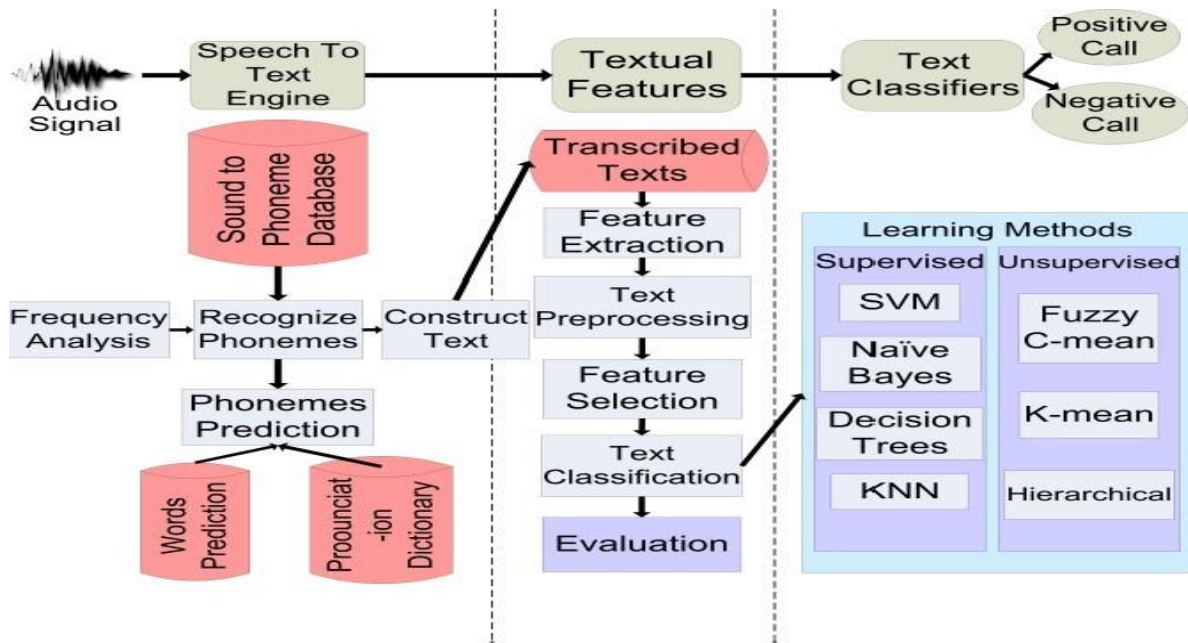 Audio
Signal
Speech To
Text
Engine
Textual
Features
Text
Classifiers
Positive
Call
Negative
Call
Sound to
Phoneme
Database
Frequency
Analysis
Recognize
Phonemes
Construct
Text
Phonemes
Prediction
Words
Prediction
Proounciat
-ion
Dictionary
Transcribed
Texts
Feature
Extraction
Text
Preprocessing
Feature
Selection
Text
Classification
Evaluation
Learning Methods
Supervised
SVM
Naïve
Bayes
Decision
Trees
KNN
Unsupervised
Fuzzy
C-mean
K-mean
Hierarchical